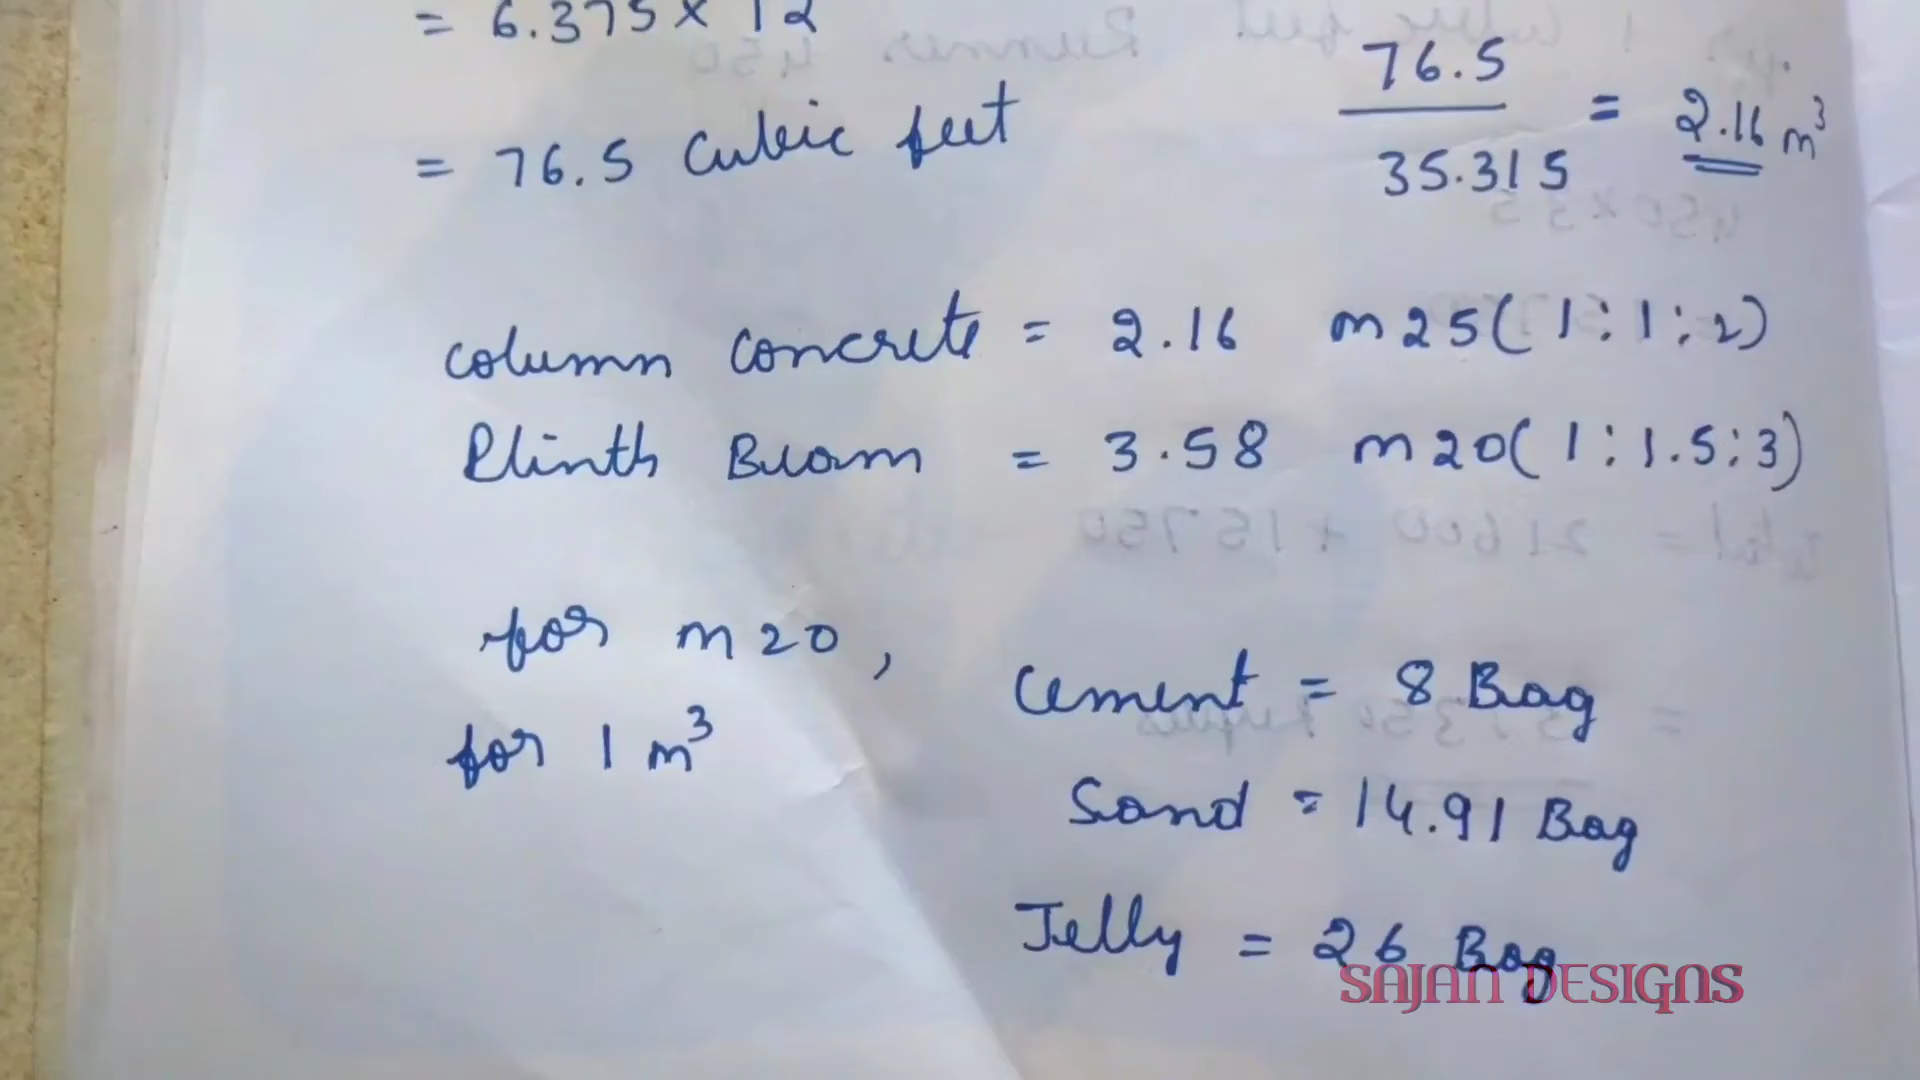 = 6.375 x 12
= 76.5 Cubic feet
76.5
35.315
= 2.16 m³
column concrete = 2.16 m25 (1:1:2)
Plinth Beam = 3.58 m20 (1:1.5:3)
for m20,
for 1 m³
Cement = 8 Bag
Sand = 14.91 Bag
Jelly = 26 Bag
SAJAN DESIGNS